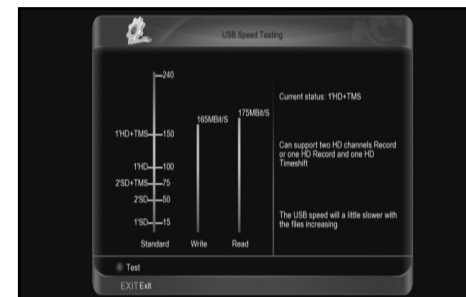 USB Speed Testing
240
165MBit/S 175MBit/S
1'HD+TMS 150
1'HD 100
2'SD+TMS 75
2'SD 50
1'SD 15
Standard Write Read
Current status: 1'HD+TMS
Can support two HD channels Record
or one HD Record and one HD
Timeshift
The USB speed will a little slower with
the files increasing
Test
EXIT Exit